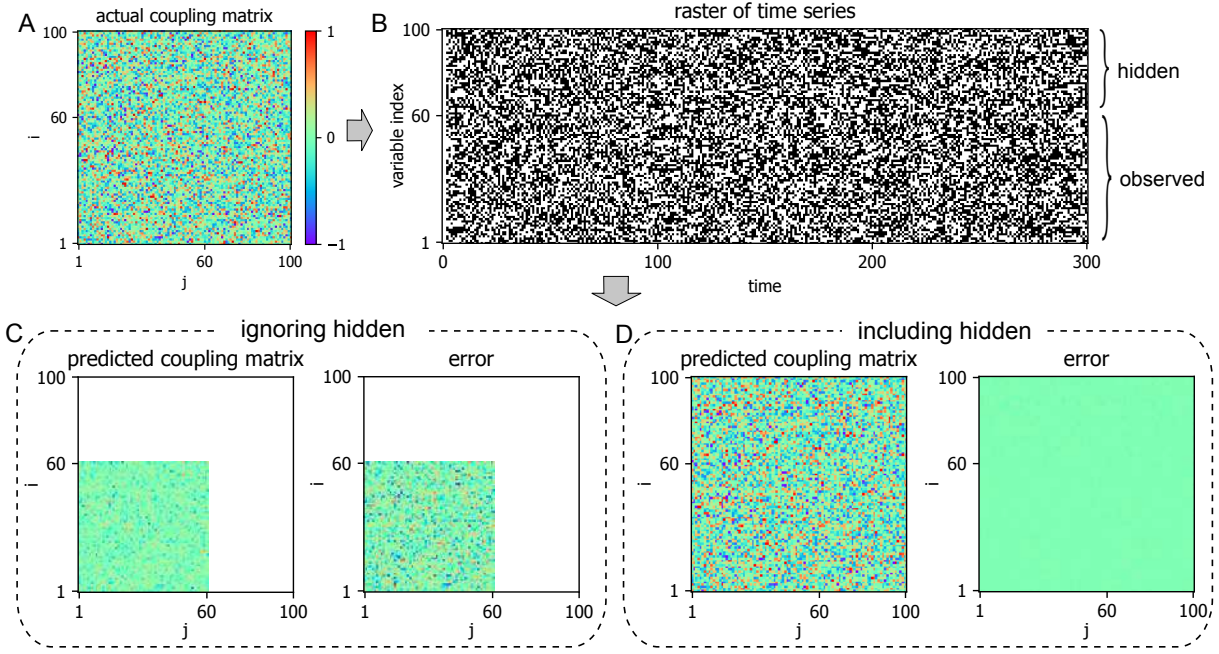 A
actual coupling matrix
100
60
1
i
1
60
100
j
1
0
−1
B
raster of time series
100
60
1
variable index
0
100
200
300
time
hidden
observed
C
ignoring hidden
predicted coupling matrix
100
60
1
i
1
60
100
j
error
100
60
1
i
1
60
100
j
D
including hidden
predicted coupling matrix
100
60
1
i
1
60
100
j
error
100
60
1
i
1
60
100
j